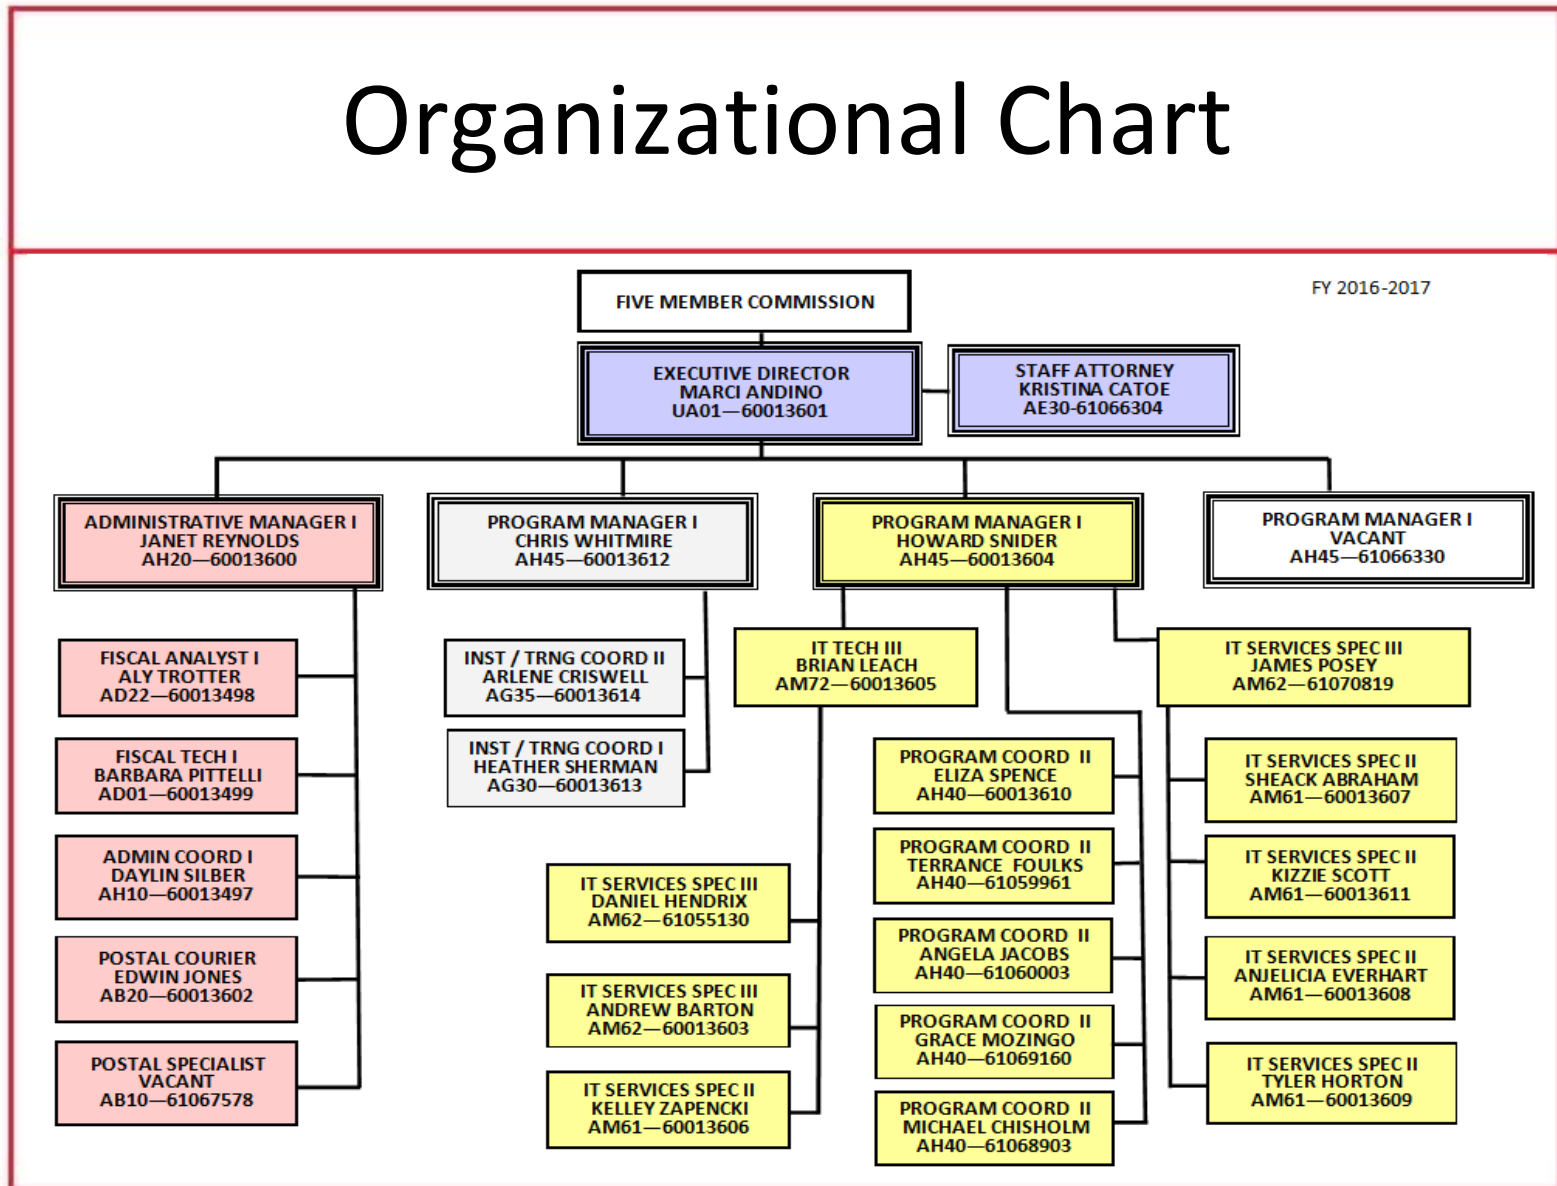 Organizational Chart
FY 2016-2017
FIVE MEMBER COMMISSION
EXECUTIVE DIRECTOR
MARCI ANDINO
UA01—60013601
STAFF ATTORNEY
KRISTINA CATOE
AE30-61066304
ADMINISTRATIVE MANAGER I
JANET REYNOLDS
AH20—60013600
PROGRAM MANAGER I
CHRIS WHITMIRE
AH45—60013612
PROGRAM MANAGER I
HOWARD SNIDER
AH45—60013604
PROGRAM MANAGER I
VACANT
AH45—61066330
FISCAL ANALYST I
ALY TROTTER
AD22—60013498
FISCAL TECH I
BARBARA PITTELLI
AD01—60013499
ADMIN COORD I
DAYLIN SILBER
AH10—60013497
POSTAL COURIER
EDWIN JONES
AB20—60013602
POSTAL SPECIALIST
VACANT
AB10—61067578
INST / TRNG COORD II
ARLENE CRISWELL
AG35—60013614
INST / TRNG COORD I
HEATHER SHERMAN
AG30—60013613
IT TECH III
BRIAN LEACH
AM72—60013605
IT SERVICES SPEC III
DANIEL HENDRIX
AM62—61055130
IT SERVICES SPEC III
ANDREW BARTON
AM62—60013603
IT SERVICES SPEC II
KELLEY ZAPENCKI
AM61—60013606
PROGRAM COORD II
ELIZA SPENCE
AH40—60013610
PROGRAM COORD II
TERRANCE FOULKS
AH40—61059961
PROGRAM COORD II
ANGELA JACOBS
AH40—61060003
PROGRAM COORD II
GRACE MOZINGO
AH40—61069160
PROGRAM COORD II
MICHAEL CHISHOLM
AH40—61068903
IT SERVICES SPEC III
JAMES POSEY
AM62—61070819
IT SERVICES SPEC II
SHEACK ABRAHAM
AM61—60013607
IT SERVICES SPEC II
KIZZIE SCOTT
AM61—60013611
IT SERVICES SPEC II
ANJELICIA EVERHART
AM61—60013608
IT SERVICES SPEC II
TYLER HORTON
AM61—60013609